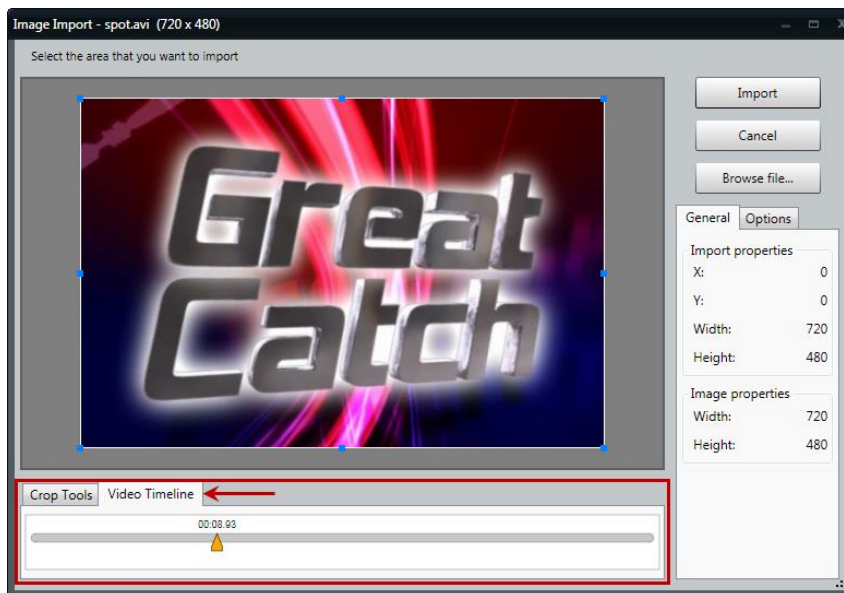 Image Import - spot.avi (720 x 480)
Select the area that you want to import
Great
Catch
Import
Cancel
Browse file...
General Options
Import properties
X: 0
Y: 0
Width: 720
Height: 480
Image properties
Width: 720
Height: 480
Crop Tools Video Timeline
00:08.93